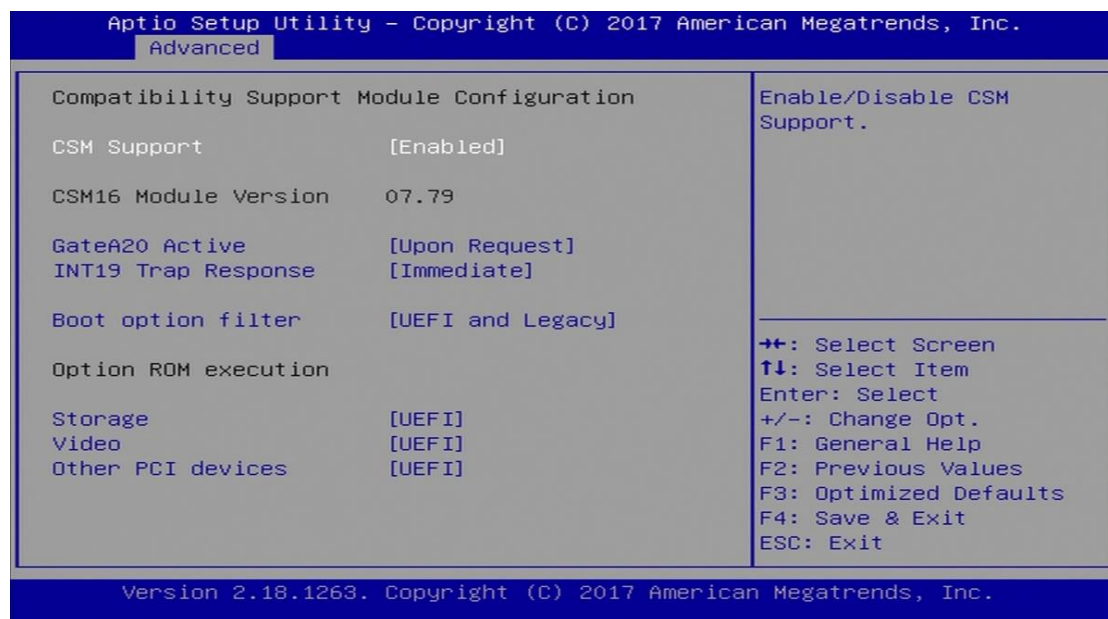 Aptio Setup Utility – Copyright (C) 2017 American Megatrends, Inc.
Advanced
Compatibility Support Module Configuration
CSM Support [Enabled]
CSM16 Module Version 07.79
GateA20 Active [Upon Request]
INT19 Trap Response [Immediate]
Boot option filter [UEFI and Legacy]
Option ROM execution
Storage [UEFI]
Video [UEFI]
Other PCI devices [UEFI]
Enable/Disable CSM
Support.
→←: Select Screen
↑↓: Select Item
Enter: Select
+/-: Change Opt.
F1: General Help
F2: Previous Values
F3: Optimized Defaults
F4: Save & Exit
ESC: Exit
Version 2.18.1263. Copyright (C) 2017 American Megatrends, Inc.